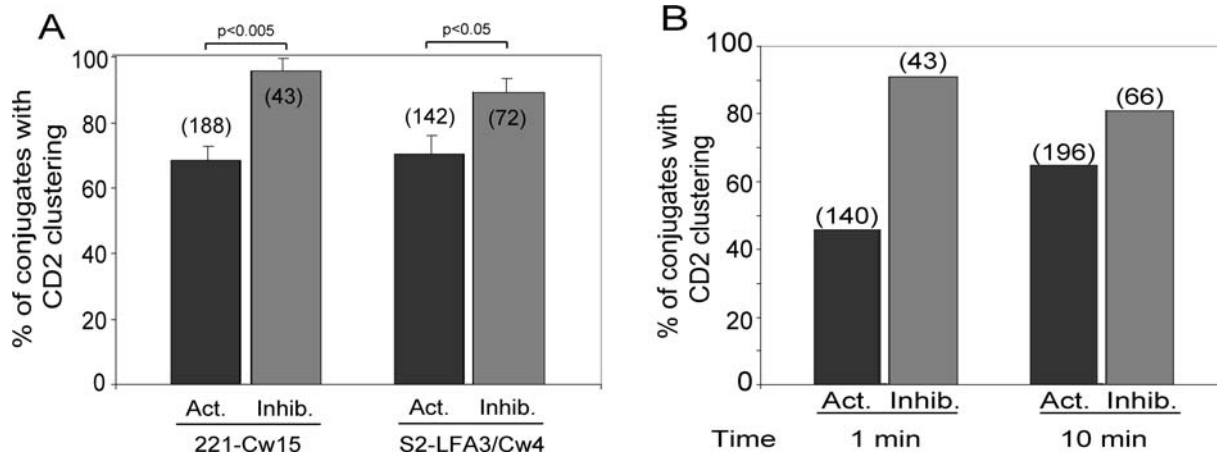 A
p<0.005
p<0.05
% of conjugates with
CD2 clustering
100
80
60
40
20
0
(188)
(43)
(142)
(72)
Act.
Inhib.
Act.
Inhib.
221-Cw15
S2-LFA3/Cw4
B
% of conjugates with
CD2 clustering
100
80
60
40
20
0
(140)
(43)
(196)
(66)
Act.
Inhib.
Act.
Inhib.
Time
1 min
10 min